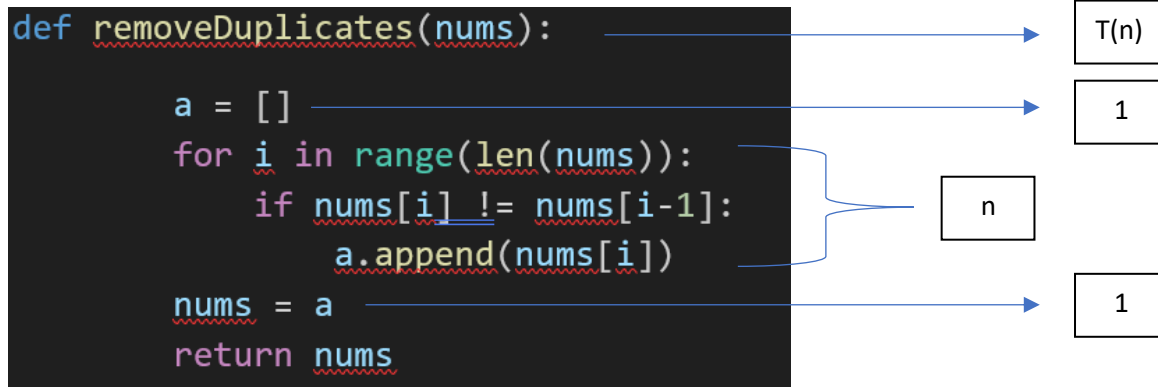 def removeDuplicates(nums):
T(n)
a = []
1
for i in range(len(nums)):
if nums[i] != nums[i-1]:
n
a.append(nums[i])
nums = a
1
return nums